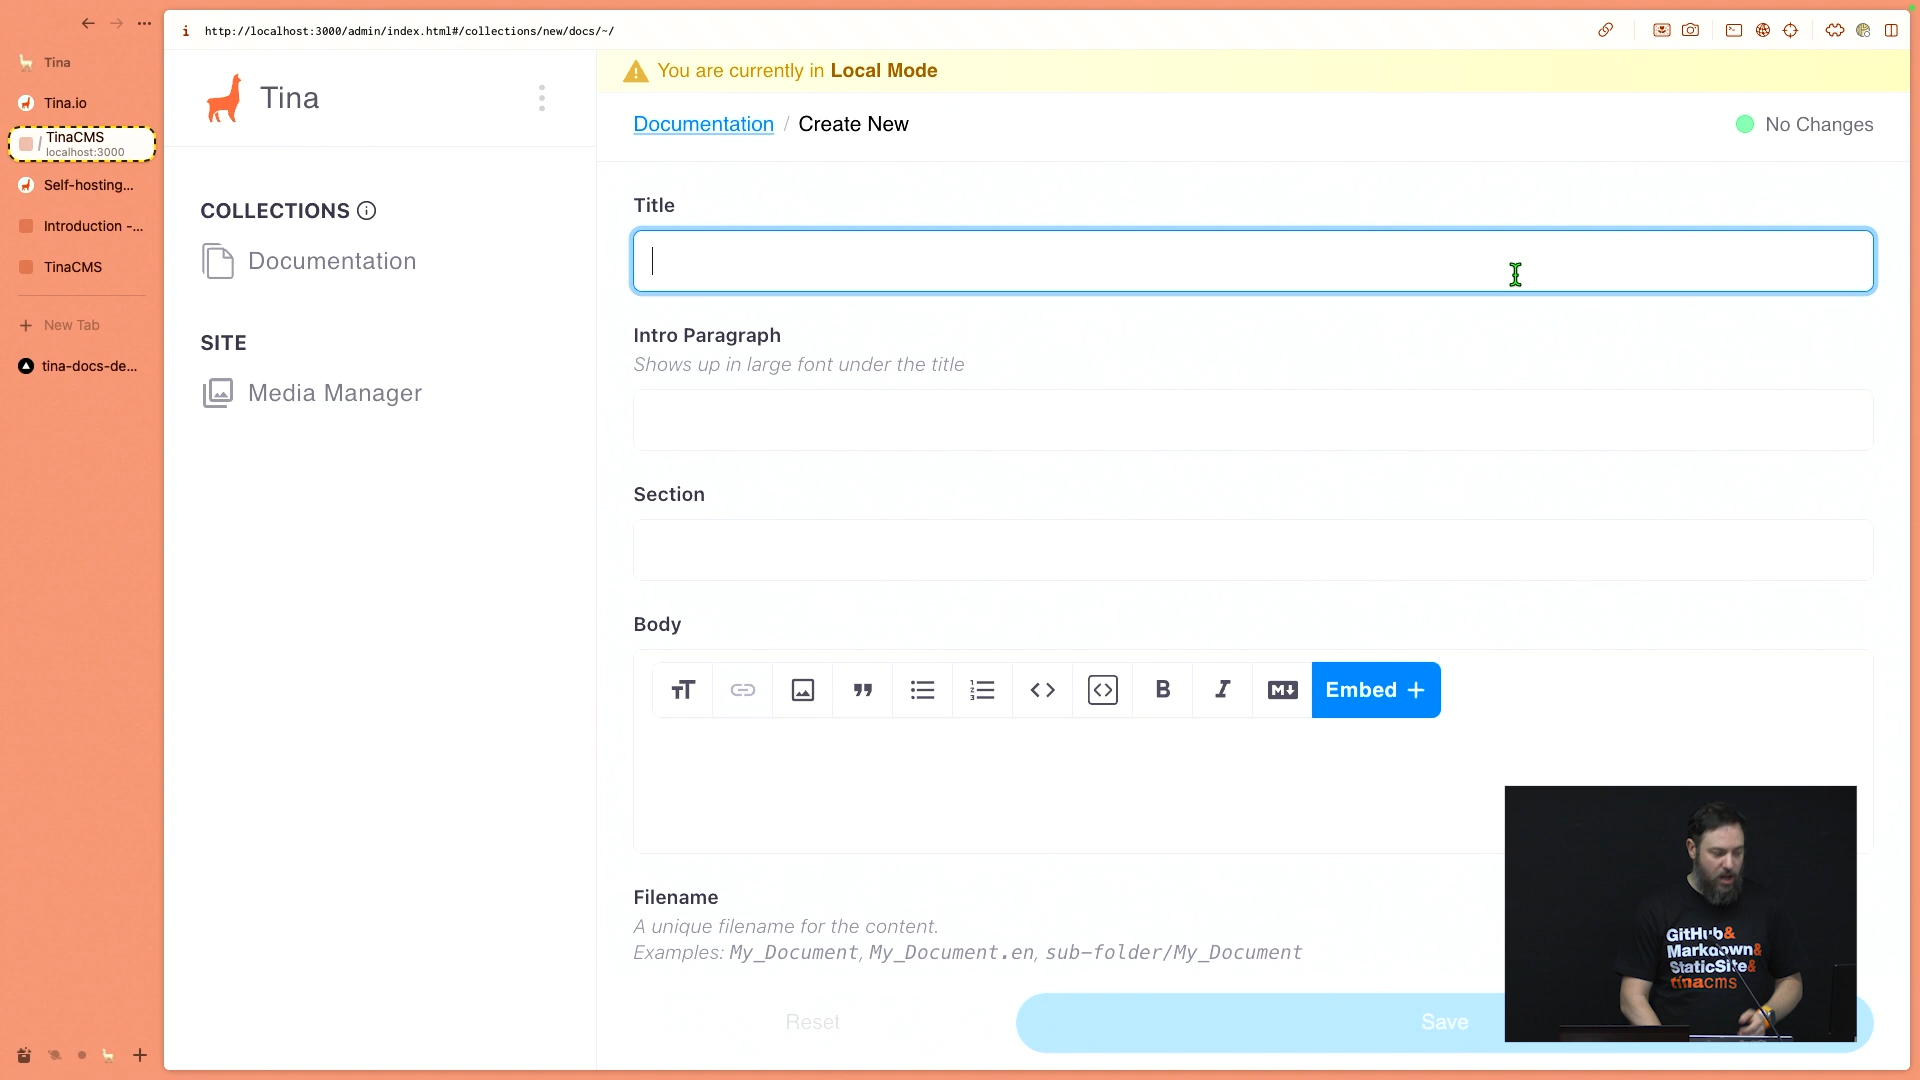 http://localhost:3000/admin/index.html#/collections/new/docs/~/
Tina
Tina.io
TinaCMS
localhost:3000
Self-hosting...
Introduction -...
TinaCMS
New Tab
tina-docs-de...
Tina
COLLECTIONS
Documentation
SITE
Media Manager
You are currently in Local Mode
Documentation / Create New
No Changes
Title
Intro Paragraph
Shows up in large font under the title
Section
Body
Embed +
Filename
A unique filename for the content.
Examples: My_Document, My_Document.en, sub-folder/My_Document
Reset
Save
GitHub&
Markdown&
StaticSite&
tinacms